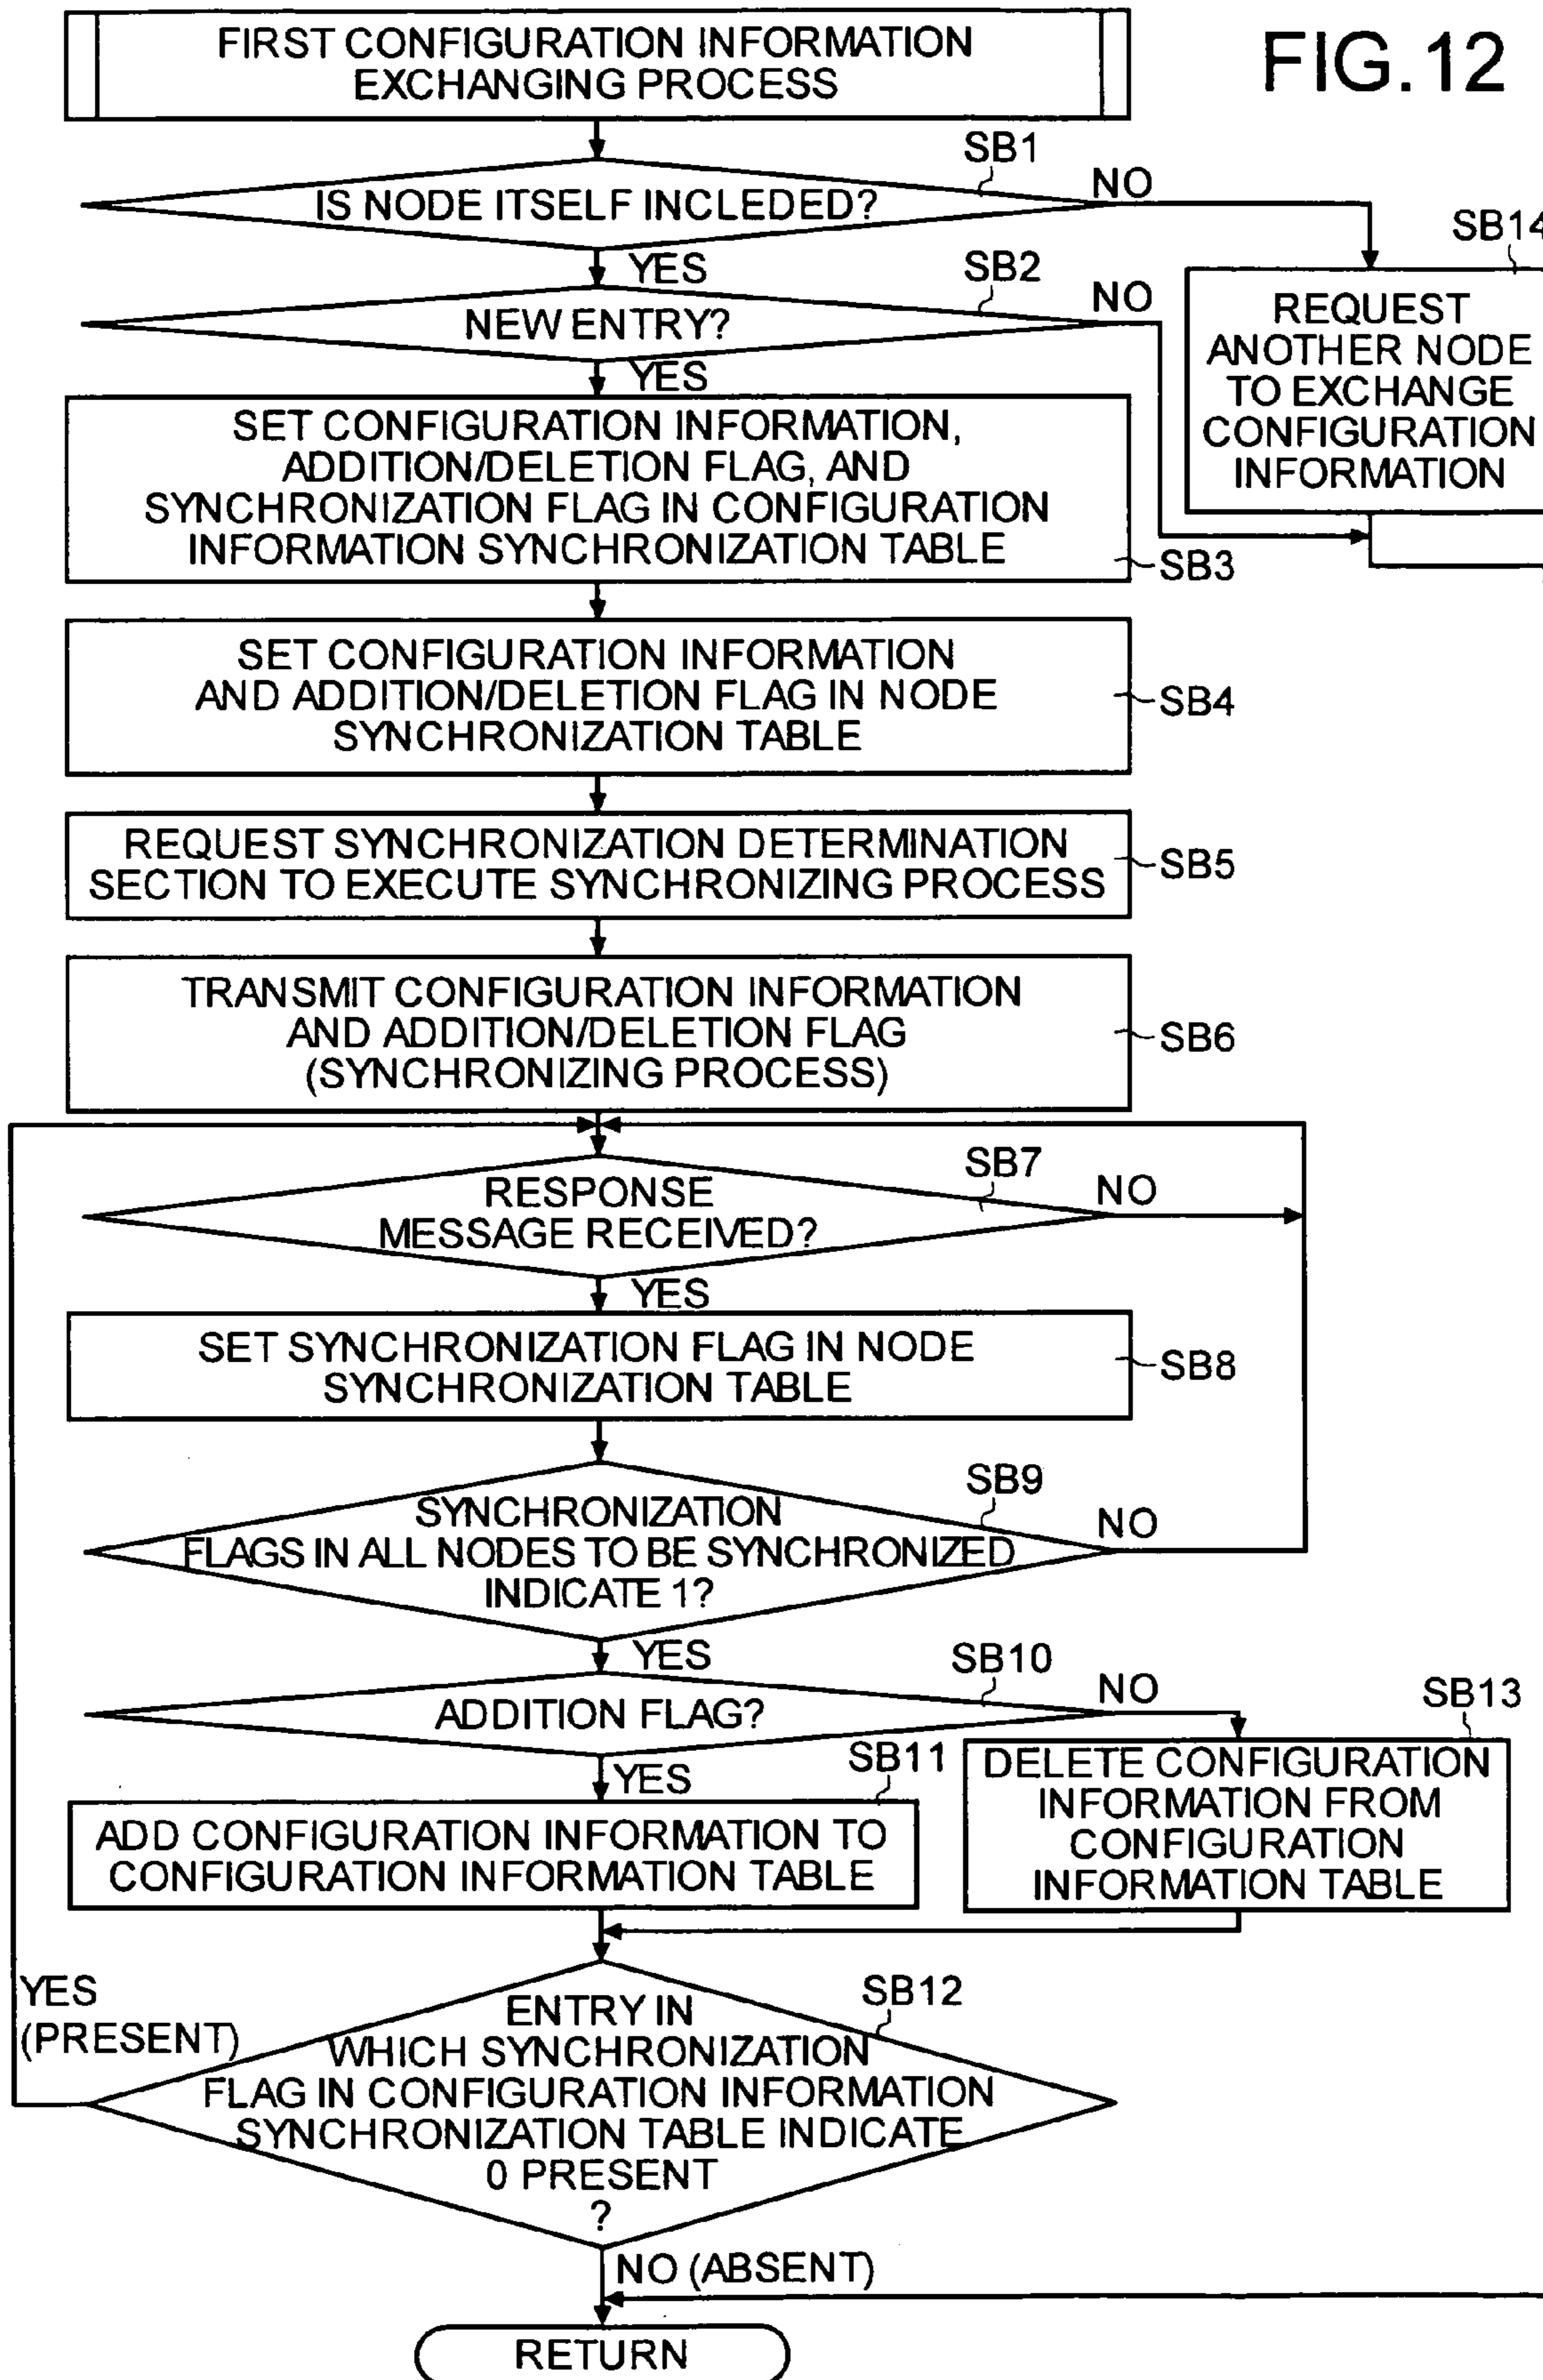 FIG.12
FIRST CONFIGURATION INFORMATION
EXCHANGING PROCESS
SB1
IS NODE ITSELF INCLEDED?
NO
YES
SB14
REQUEST
ANOTHER NODE
TO EXCHANGE
CONFIGURATION
INFORMATION
SB2
NEW ENTRY?
NO
YES
SET CONFIGURATION INFORMATION,
ADDITION/DELETION FLAG, AND
SYNCHRONIZATION FLAG IN CONFIGURATION
INFORMATION SYNCHRONIZATION TABLE
SB3
SET CONFIGURATION INFORMATION
AND ADDITION/DELETION FLAG IN NODE
SYNCHRONIZATION TABLE
SB4
REQUEST SYNCHRONIZATION DETERMINATION
SECTION TO EXECUTE SYNCHRONIZING PROCESS
SB5
TRANSMIT CONFIGURATION INFORMATION
AND ADDITION/DELETION FLAG
(SYNCHRONIZING PROCESS)
SB6
SB7
RESPONSE
MESSAGE RECEIVED?
NO
YES
SET SYNCHRONIZATION FLAG IN NODE
SYNCHRONIZATION TABLE
SB8
SB9
SYNCHRONIZATION
FLAGS IN ALL NODES TO BE SYNCHRONIZED
INDICATE 1?
NO
YES
SB10
ADDITION FLAG?
NO
YES
SB11
ADD CONFIGURATION INFORMATION TO
CONFIGURATION INFORMATION TABLE
SB13
DELETE CONFIGURATION
INFORMATION FROM
CONFIGURATION
INFORMATION TABLE
YES
(PRESENT)
SB12
ENTRY IN
WHICH SYNCHRONIZATION
FLAG IN CONFIGURATION INFORMATION
SYNCHRONIZATION TABLE INDICATE
0 PRESENT
?
NO (ABSENT)
RETURN